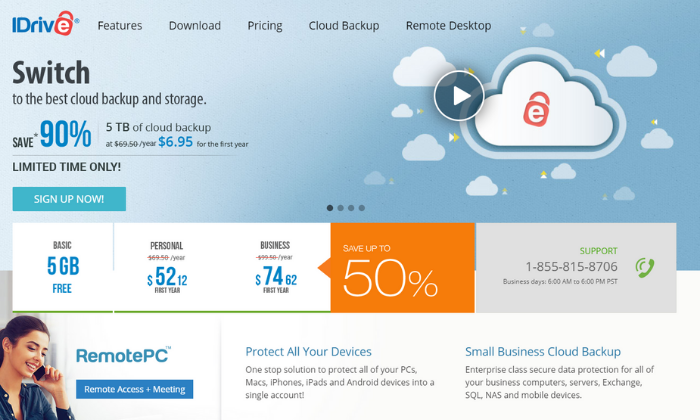 IDrive®
Features Download Pricing Cloud Backup Remote Desktop
Switch
to the best cloud backup and storage.
SAVE* 90%
5 TB of cloud backup
at $69.50 /year $6.95 for the first year
LIMITED TIME ONLY!
SIGN UP NOW!
e
BASIC
5 GB
FREE
PERSONAL
$69.50 /year
$ 52 12
FIRST YEAR
BUSINESS
$99.50 /year
$ 74 62
FIRST YEAR
SAVE UP TO
50%
SUPPORT
1-855-815-8706
Business days: 6:00 AM to 6:00 PM PST
RemotePC™
Remote Access + Meeting
Protect All Your Devices
One stop solution to protect all of your PCs,
Macs, iPhones, iPads and Android devices into a
single account!
Small Business Cloud Backup
Enterprise class secure data protection for all of
your business computers, servers, Exchange,
SQL, NAS and mobile devices.